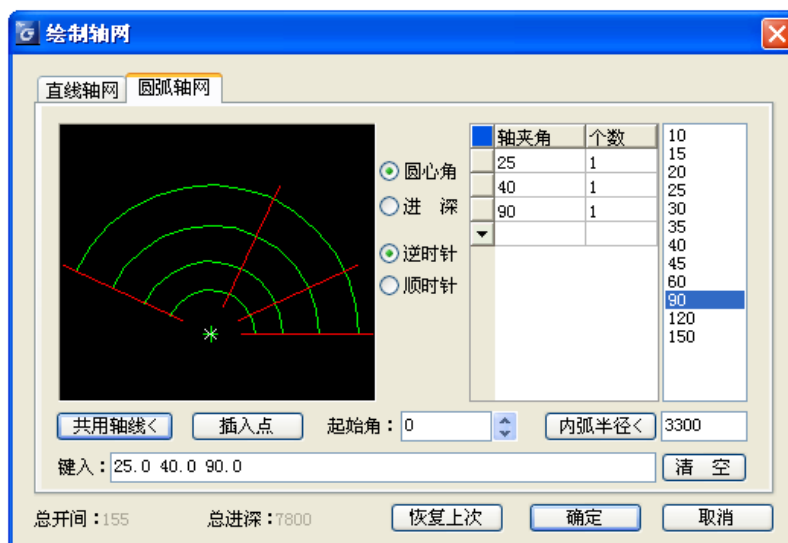 绘制轴网
直线轴网 圆弧轴网
圆心角
进 深
逆时针
顺时针
轴夹角 个数
25 1
40 1
90 1
10
15
20
25
30
35
40
45
60
90
120
150
共用轴线< 插入点 起始角：0 内弧半径< 3300
键入：25.0 40.0 90.0 清 空
总开间：155 总进深：7800 恢复上次 确定 取消